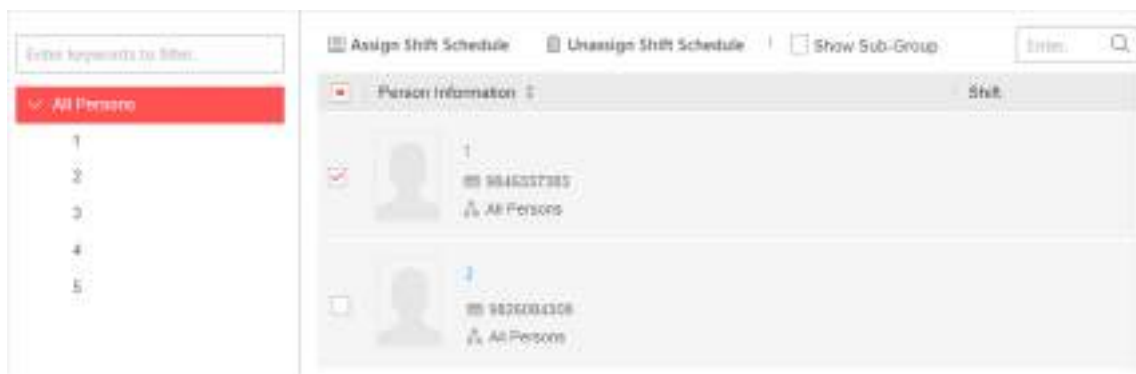 Enter keywords to filter.
All Persons
1
2
3
4
5
Assign Shift Schedule Unassign Shift Schedule Show Sub-Group Enter
Person Information Shift
1
All Persons
2
All Persons